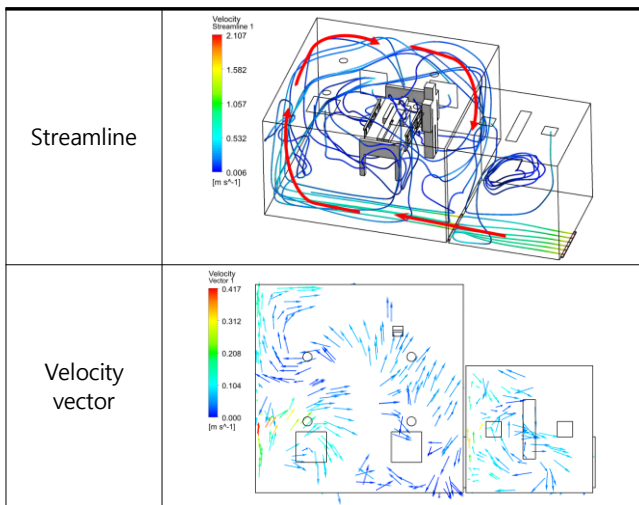 Velocity
Streamline 1
2.107
1.582
1.057
0.532
0.006
[m s^-1]
Streamline
Velocity
Vector 1
0.417
0.312
0.208
0.104
0.000
[m s^-1]
Velocity
vector